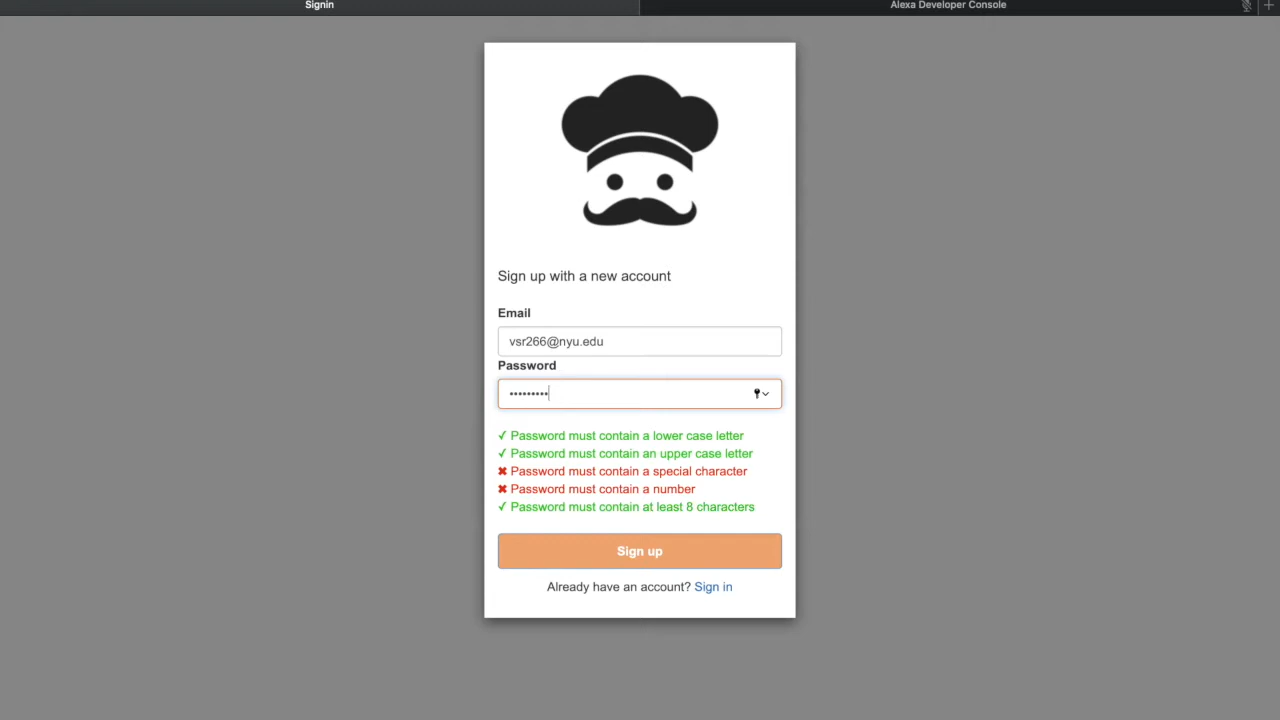 Signin
Alexa Developer Console
Sign up with a new account
Email
vsr266@nyu.edu
Password
•••••••••
✓ Password must contain a lower case letter
✓ Password must contain an upper case letter
✖ Password must contain a special character
✖ Password must contain a number
✓ Password must contain at least 8 characters
Sign up
Already have an account? Sign in